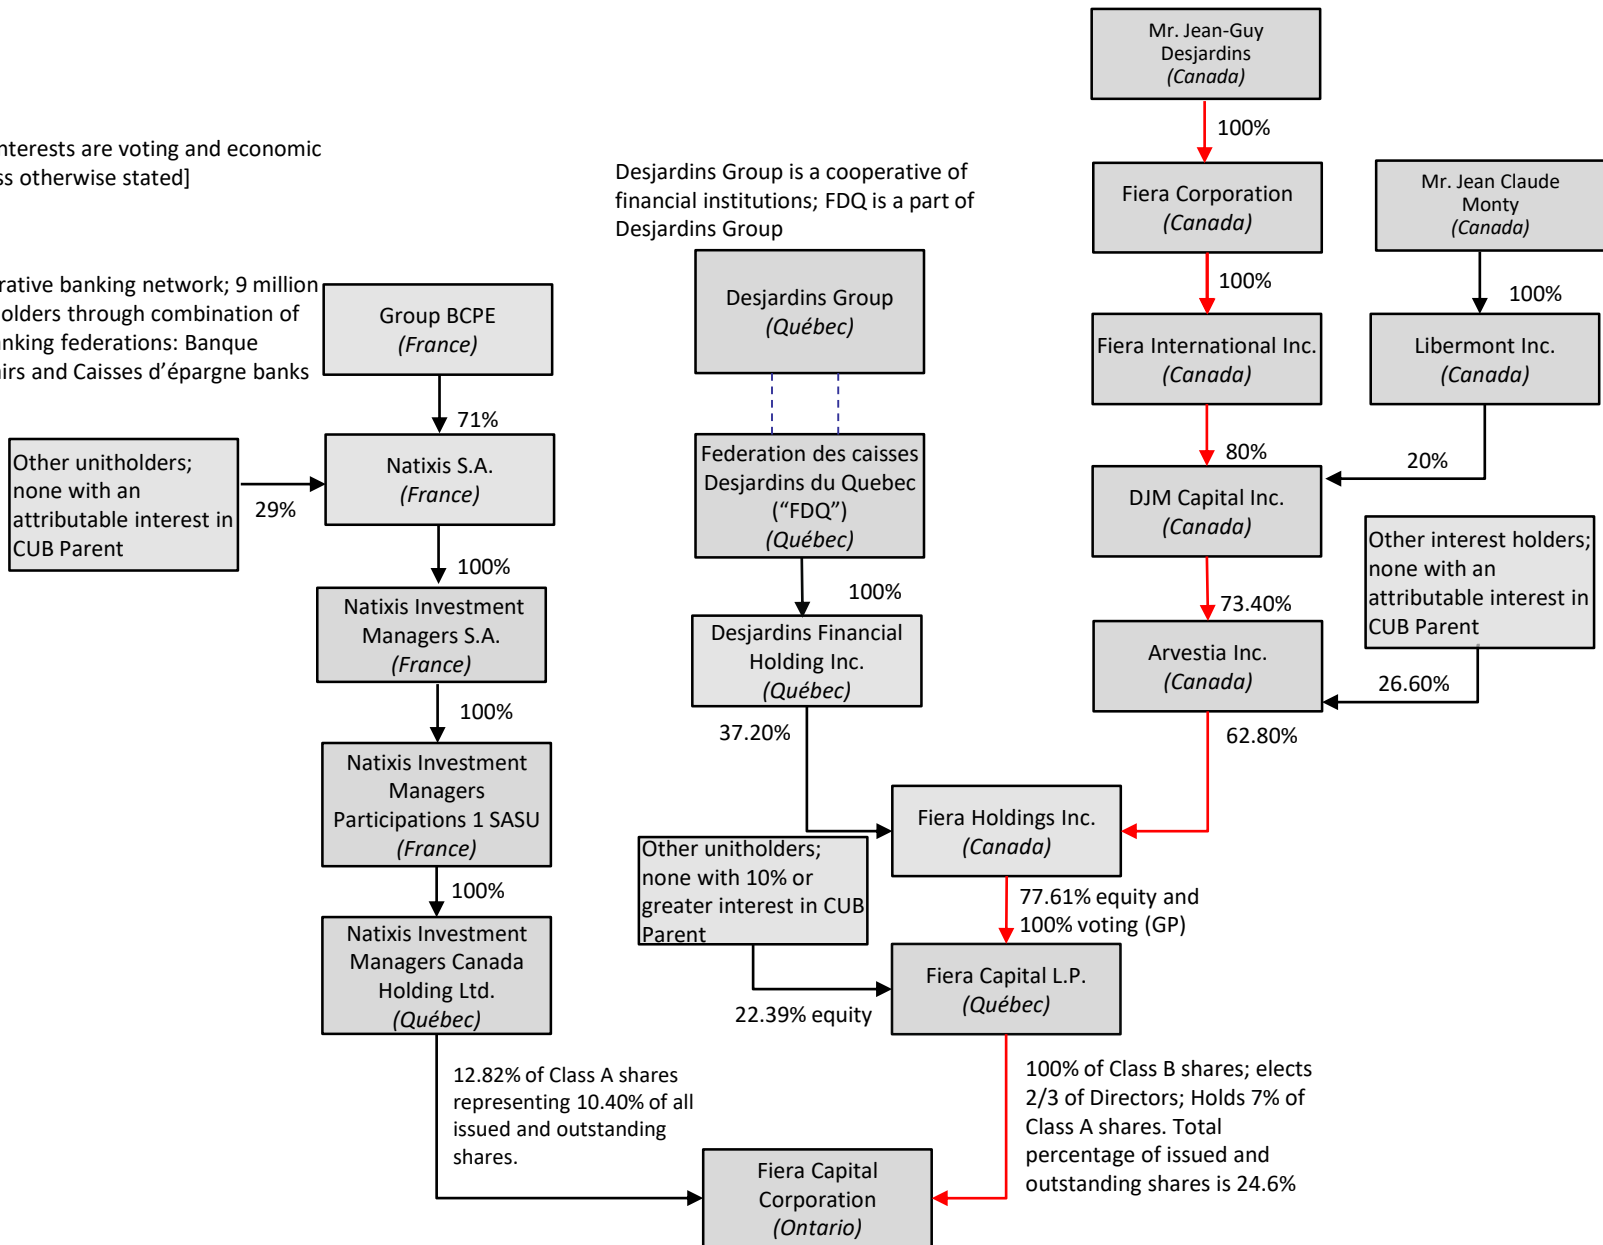 Mr. Jean-Guy
Desjardins
(Canada)
100%
nterests are voting and economic
ss otherwise stated]
Desjardins Group is a cooperative of
financial institutions; FDQ is a part of
Desjardins Group
Fiera Corporation
(Canada)
Mr. Jean Claude
Monty
(Canada)
100%
100%
rative banking network; 9 million
olders through combination of
nking federations: Banque
airs and Caisses d’épargne banks
Group BCPE
(France)
Desjardins Group
(Québec)
Fiera International Inc.
(Canada)
Libermont Inc.
(Canada)
71%
80%
20%
Other unitholders;
none with an
attributable interest in
CUB Parent
29%
Natixis S.A.
(France)
Federation des caisses
Desjardins du Quebec
(“FDQ”)
(Québec)
DJM Capital Inc.
(Canada)
Other interest holders;
none with an
attributable interest in
CUB Parent
100%
100%
73.40%
Natixis Investment
Managers S.A.
(France)
Desjardins Financial
Holding Inc.
(Québec)
Arvestia Inc.
(Canada)
26.60%
100%
37.20%
62.80%
Natixis Investment
Managers
Participations 1 SASU
(France)
Fiera Holdings Inc.
(Canada)
Other unitholders;
none with 10% or
greater interest in CUB
Parent
100%
77.61% equity and
100% voting (GP)
Natixis Investment
Managers Canada
Holding Ltd.
(Québec)
22.39% equity
Fiera Capital L.P.
(Québec)
12.82% of Class A shares
representing 10.40% of all
issued and outstanding
shares.
100% of Class B shares; elects
2/3 of Directors; Holds 7% of
Class A shares. Total
percentage of issued and
outstanding shares is 24.6%
Fiera Capital
Corporation
(Ontario)